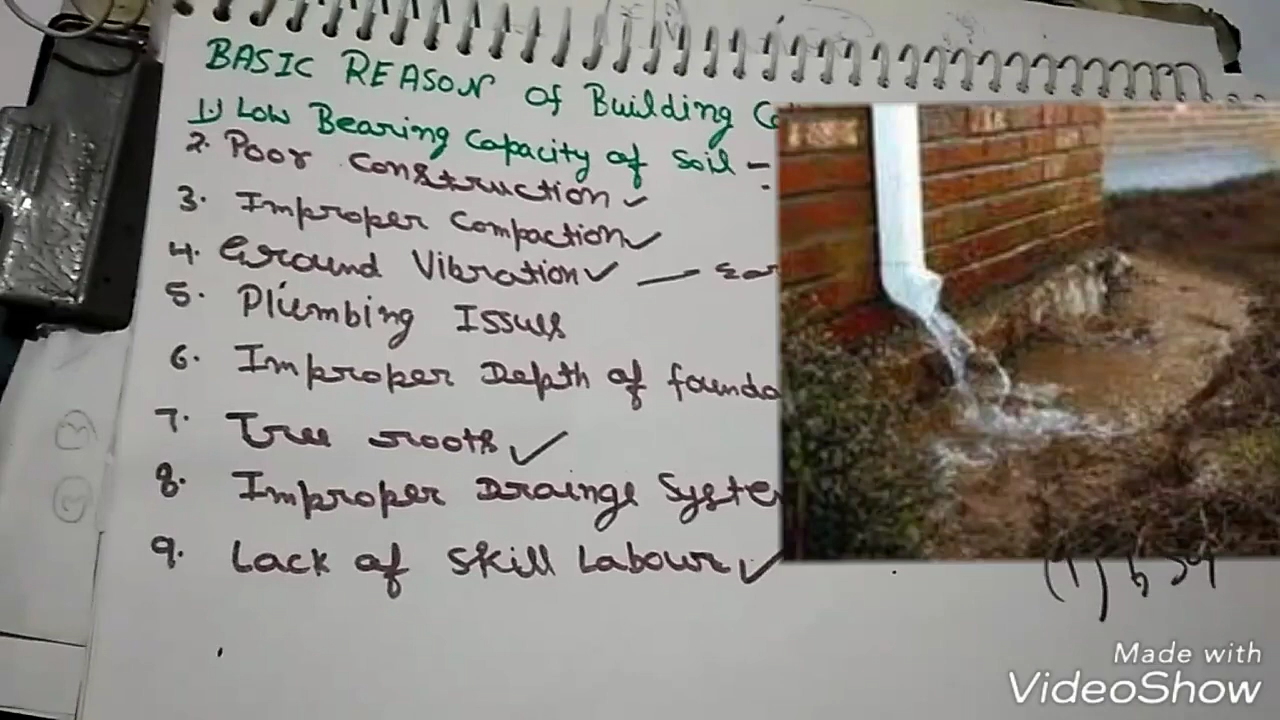 BASIC REASON of Building
1.) Low Bearing Capacity of Soil -:
2. Poor Construction ✓
3. Improper Compaction ✓
4. Ground Vibration ✓ —
5. Plumbing Issues
6. Improper Depth of
7. Tree roots ✓
8. Improper Drainge
9. Lack of Skill Labour ✓
Made with
VideoShow